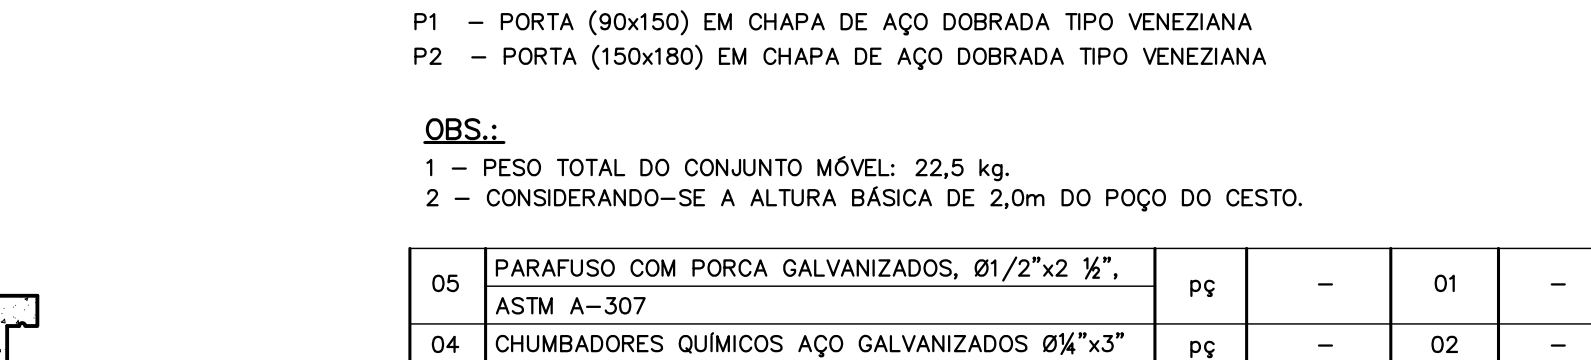 P1 – PORTA (90x150) EM CHAPA DE AÇO DOBRADA TIPO VENEZIANA
P2 – PORTA (150x180) EM CHAPA DE AÇO DOBRADA TIPO VENEZIANA
OBS.:
1 – PESO TOTAL DO CONJUNTO MÓVEL: 22,5 kg.
2 – CONSIDERANDO–SE A ALTURA BÁSICA DE 2,0m DO POÇO DO CESTO.
05 PARAFUSO COM PORCA GALVANIZADOS, Ø1/2"x2 ½", pç – 01 –
ASTM A–307
04 CHUMBADORES QUÍMICOS AÇO GALVANIZADOS Ø¼"x3" pç – 02 –